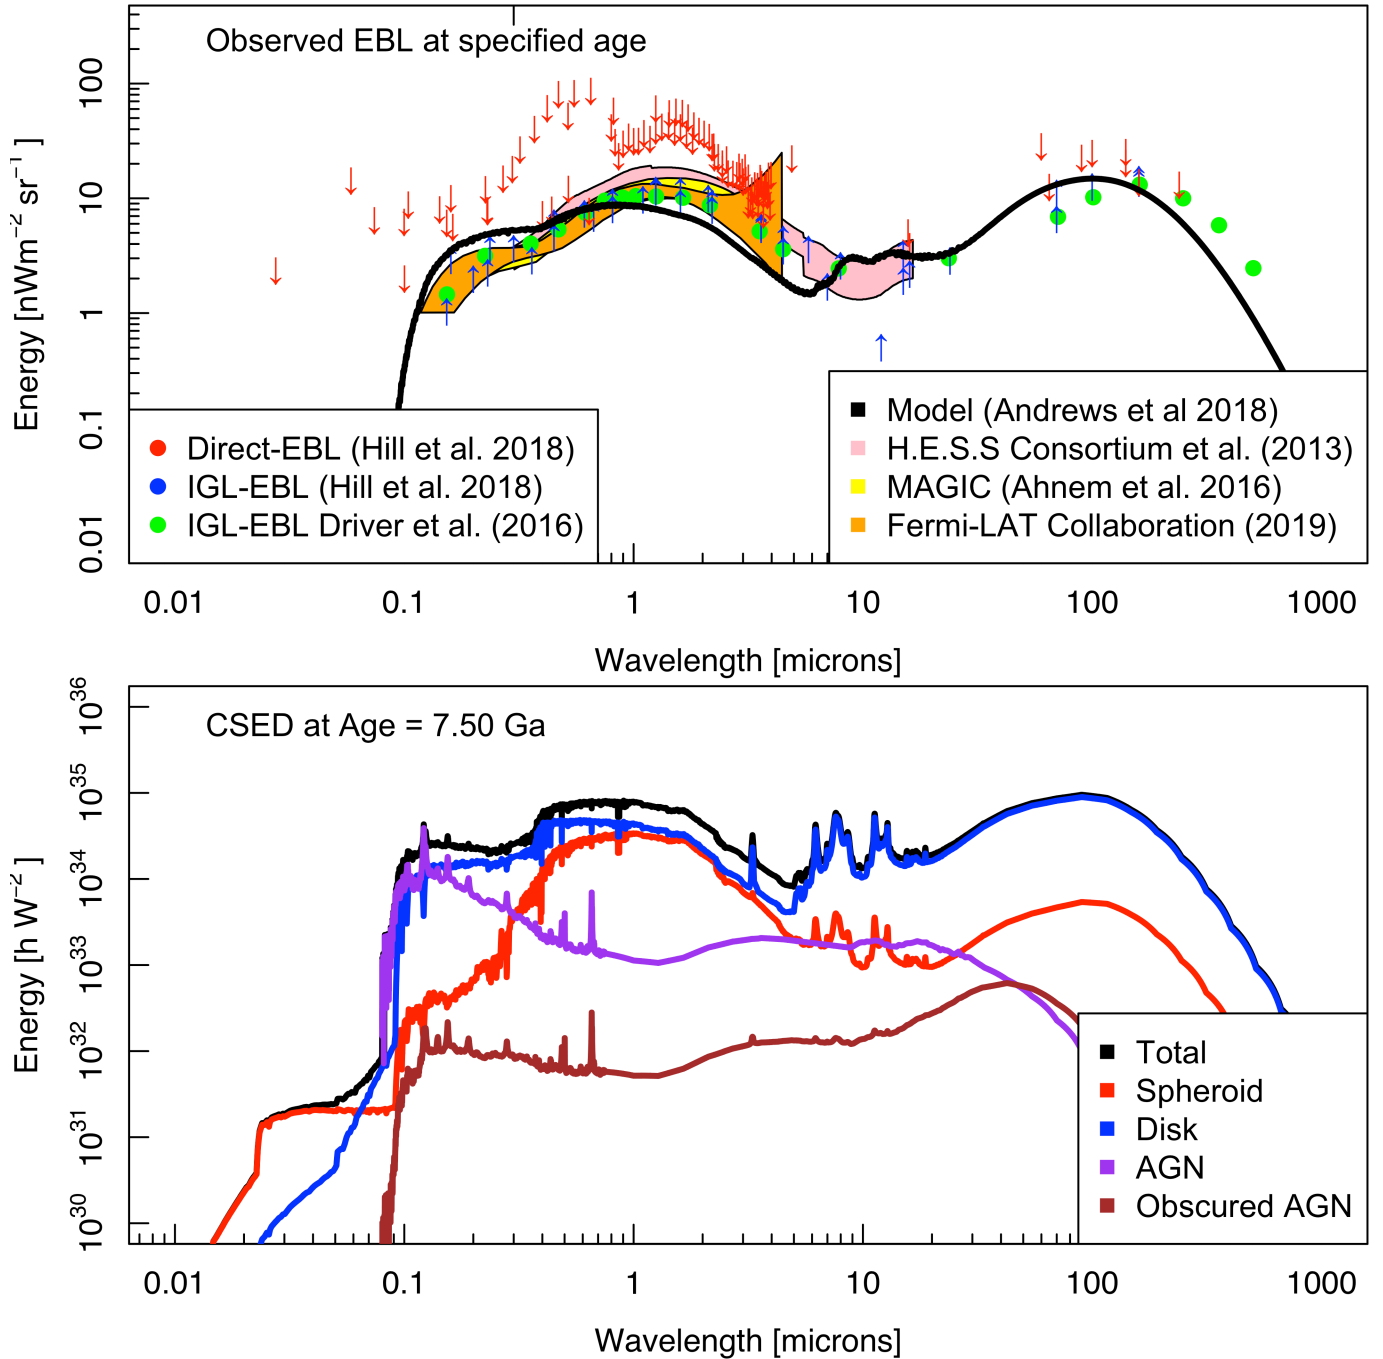 Observed EBL at specified age
Energy [nWm⁻² sr⁻¹ ]
100
10
1
0.1
0.01
Direct-EBL (Hill et al. 2018)
IGL-EBL (Hill et al. 2018)
IGL-EBL Driver et al. (2016)
Model (Andrews et al 2018)
H.E.S.S Consortium et al. (2013)
MAGIC (Ahnem et al. 2016)
Fermi-LAT Collaboration (2019)
0.01 0.1 1 10 100 1000
Wavelength [microns]
CSED at Age = 7.50 Ga
Energy [h W⁻² ]
10³⁶
10³⁵
10³⁴
10³³
10³²
10³¹
10³⁰
Total
Spheroid
Disk
AGN
Obscured AGN
0.01 0.1 1 10 100 1000
Wavelength [microns]